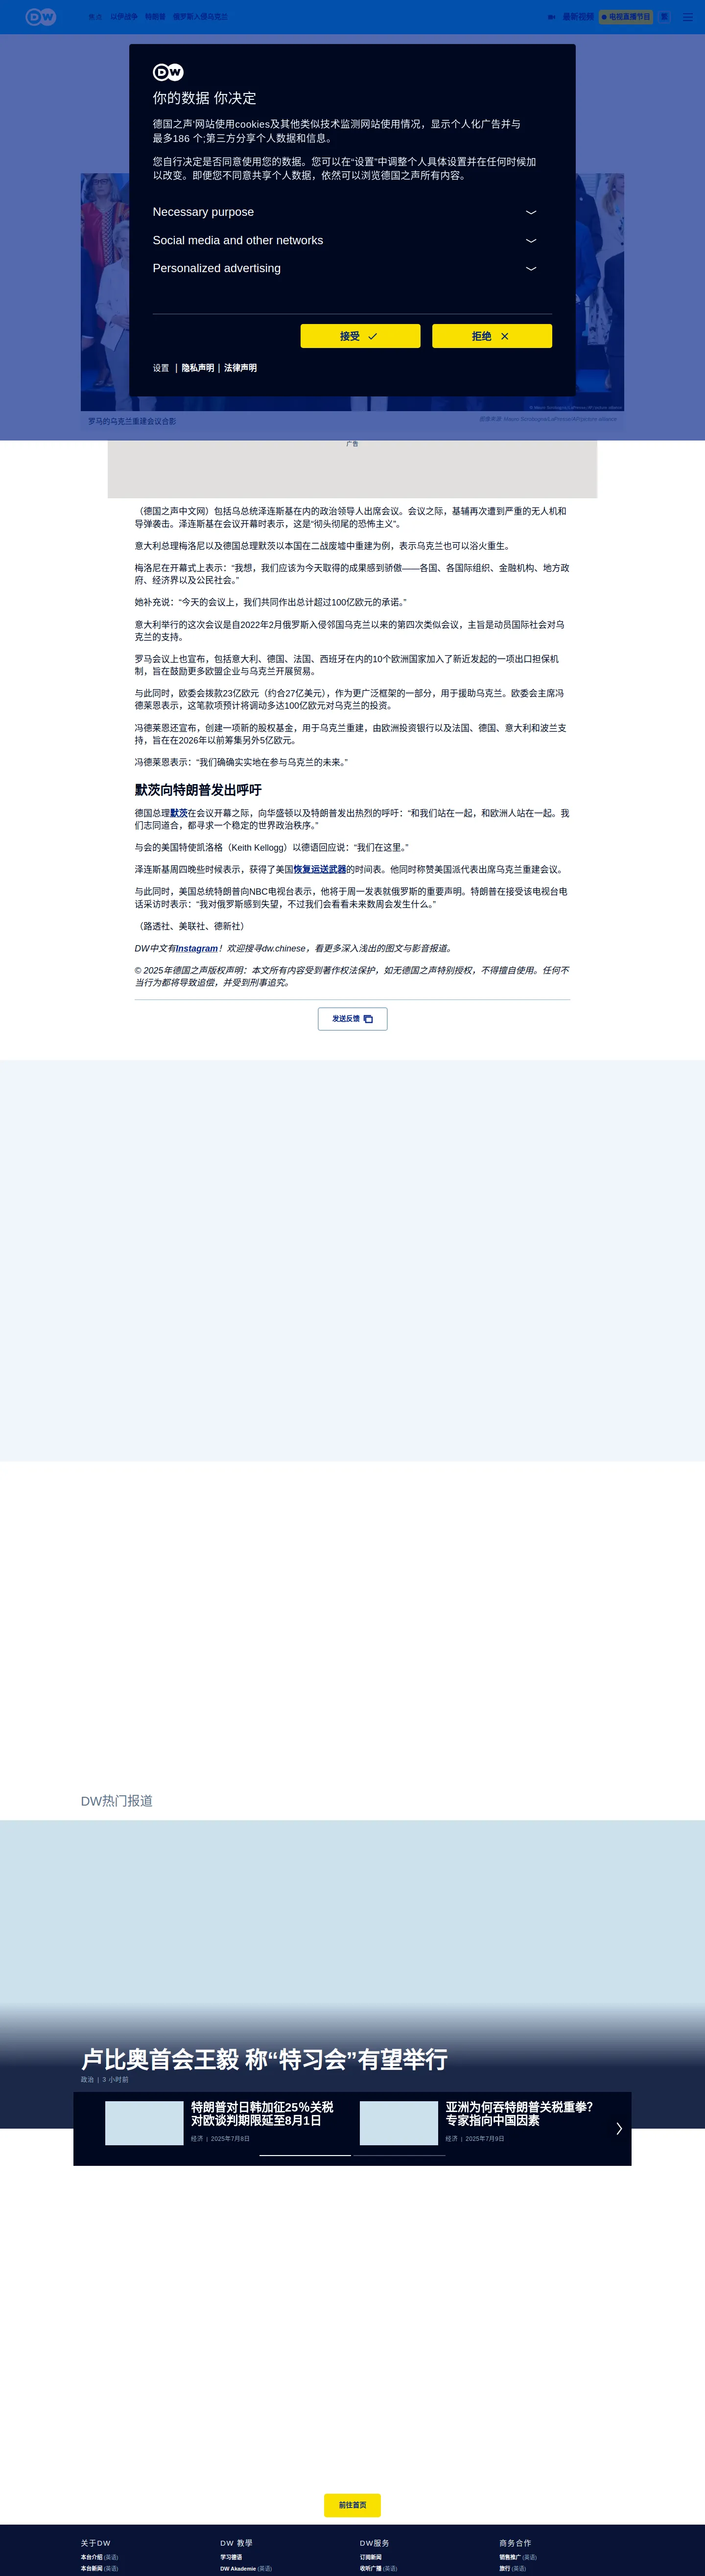 DW
焦点 以伊战争 特朗普 俄罗斯入侵乌克兰
最新视频 电视直播节目 繁
DW
你的数据 你决定
德国之声'网站使用cookies及其他类似技术监测网站使用情况，显示个人化广告并与
最多186 个;第三方分享个人数据和信息。
您自行决定是否同意使用您的数据。您可以在“设置”中调整个人具体设置并在任何时候加
以改变。即便您不同意共享个人数据，依然可以浏览德国之声所有内容。
Necessary purpose
Social media and other networks
Personalized advertising
接受
拒绝
设置 | 隐私声明 | 法律声明
罗马的乌克兰重建会议合影
广告
（德国之声中文网）包括乌总统泽连斯基在内的政治领导人出席会议。会议之际，基辅再次遭到严重的无人机和
导弹袭击。泽连斯基在会议开幕时表示，这是“彻头彻尾的恐怖主义”。
意大利总理梅洛尼以及德国总理默茨以本国在二战废墟中重建为例，表示乌克兰也可以浴火重生。
梅洛尼在开幕式上表示：“我想，我们应该为今天取得的成果感到骄傲——各国、各国际组织、金融机构、地方政
府、经济界以及公民社会。”
她补充说：“今天的会议上，我们共同作出总计超过100亿欧元的承诺。”
意大利举行的这次会议是自2022年2月俄罗斯入侵邻国乌克兰以来的第四次类似会议，主旨是动员国际社会对乌
克兰的支持。
罗马会议上也宣布，包括意大利、德国、法国、西班牙在内的10个欧洲国家加入了新近发起的一项出口担保机
制，旨在鼓励更多欧盟企业与乌克兰开展贸易。
与此同时，欧委会拨款23亿欧元（约合27亿美元），作为更广泛框架的一部分，用于援助乌克兰。欧委会主席冯
德莱恩表示，这笔款项预计将调动多达100亿欧元对乌克兰的投资。
冯德莱恩还宣布，创建一项新的股权基金，用于乌克兰重建，由欧洲投资银行以及法国、德国、意大利和波兰支
持，旨在在2026年以前筹集另外5亿欧元。
冯德莱恩表示：“我们确确实实地在参与乌克兰的未来。”
默茨向特朗普发出呼吁
德国总理默茨在会议开幕之际，向华盛顿以及特朗普发出热烈的呼吁：“和我们站在一起，和欧洲人站在一起。我
们志同道合，都寻求一个稳定的世界政治秩序。”
与会的美国特使凯洛格（Keith Kellogg）以德语回应说：“我们在这里。”
泽连斯基周四晚些时候表示，获得了美国恢复运送武器的时间表。他同时称赞美国派代表出席乌克兰重建会议。
与此同时，美国总统特朗普向NBC电视台表示，他将于周一发表就俄罗斯的重要声明。特朗普在接受该电视台电
话采访时表示：“我对俄罗斯感到失望，不过我们会看看未来数周会发生什么。”
（路透社、美联社、德新社）
DW中文有Instagram！欢迎搜寻dw.chinese，看更多深入浅出的图文与影音报道。
© 2025年德国之声版权声明：本文所有内容受到著作权法保护，如无德国之声特别授权，不得擅自使用。任何不
当行为都将导致追偿，并受到刑事追究。
发送反馈
DW热门报道
卢比奥首会王毅 称“特习会”有望举行
政治 | 3 小时前
特朗普对日韩加征25%关税
对欧谈判期限延至8月1日
经济 | 2025年7月8日
亚洲为何吞特朗普关税重拳？
专家指向中国因素
经济 | 2025年7月9日
前往首页
关于DW DW 教學 DW服务 商务合作
本台介绍 (英语) 学习德语 订阅新闻 销售推广 (英语)
本台新闻 (英语) DW Akademie (英语) 收听广播 (英语) 旅行 (英语)